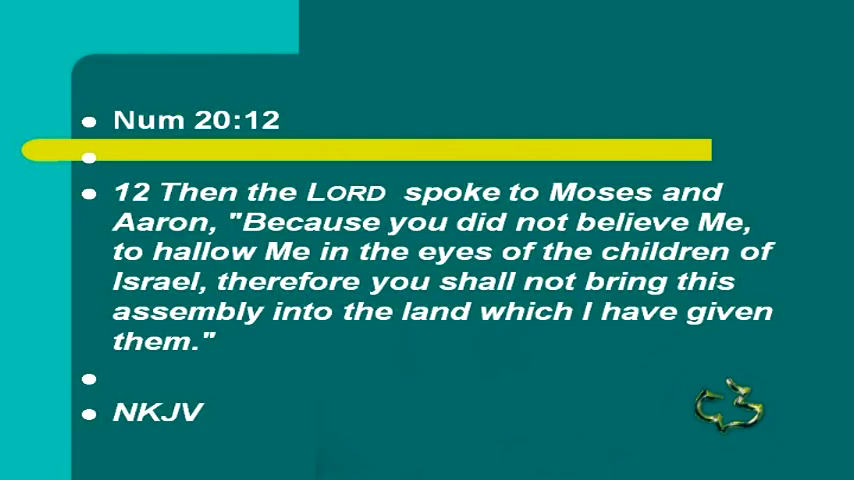 Num 20:12
12 Then the LORD spoke to Moses and
Aaron, "Because you did not believe Me,
to hallow Me in the eyes of the children of
Israel, therefore you shall not bring this
assembly into the land which I have given
them."
NKJV